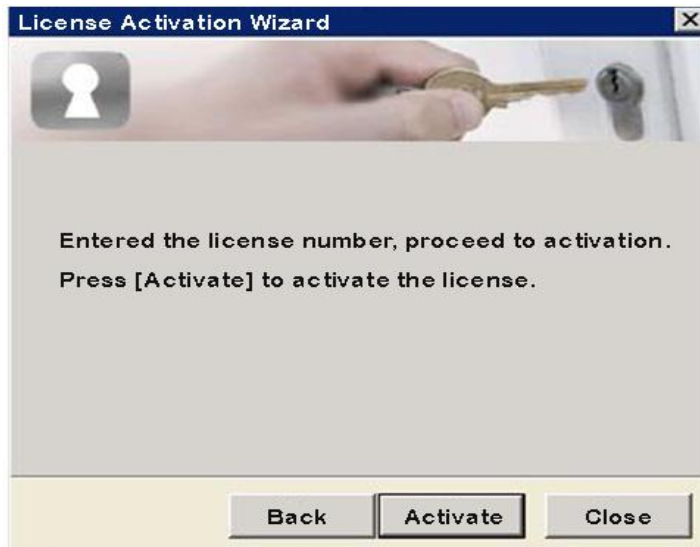 License Activation Wizard
Entered the license number, proceed to activation.
Press [Activate] to activate the license.
Back Activate Close